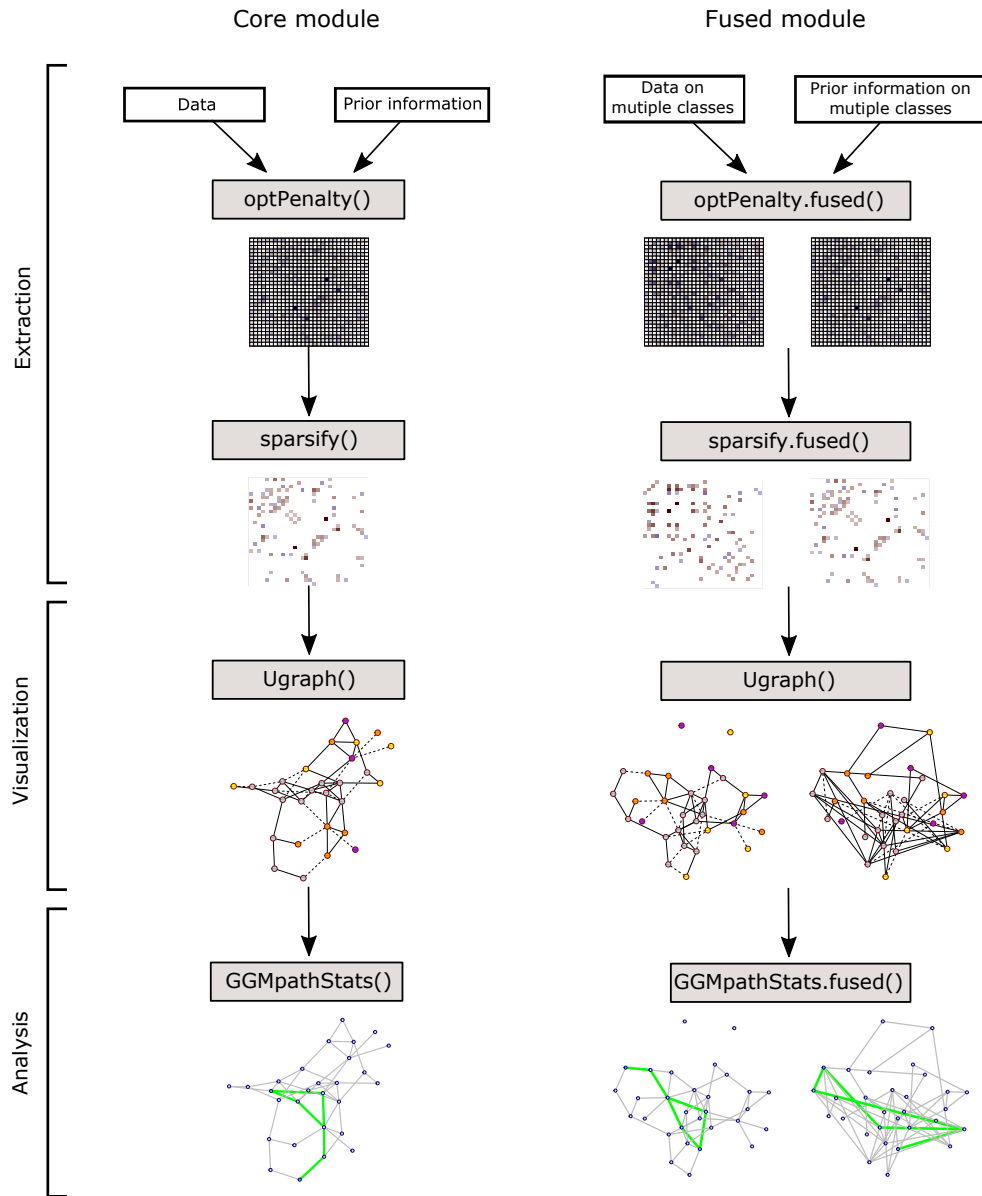 Core module
Fused module
Extraction
Data
Prior information
Data on
mutiple classes
Prior information on
mutiple classes
optPenalty()
optPenalty.fused()
sparsify()
sparsify.fused()
Visualization
Ugraph()
Ugraph()
Analysis
GGMpathStats()
GGMpathStats.fused()